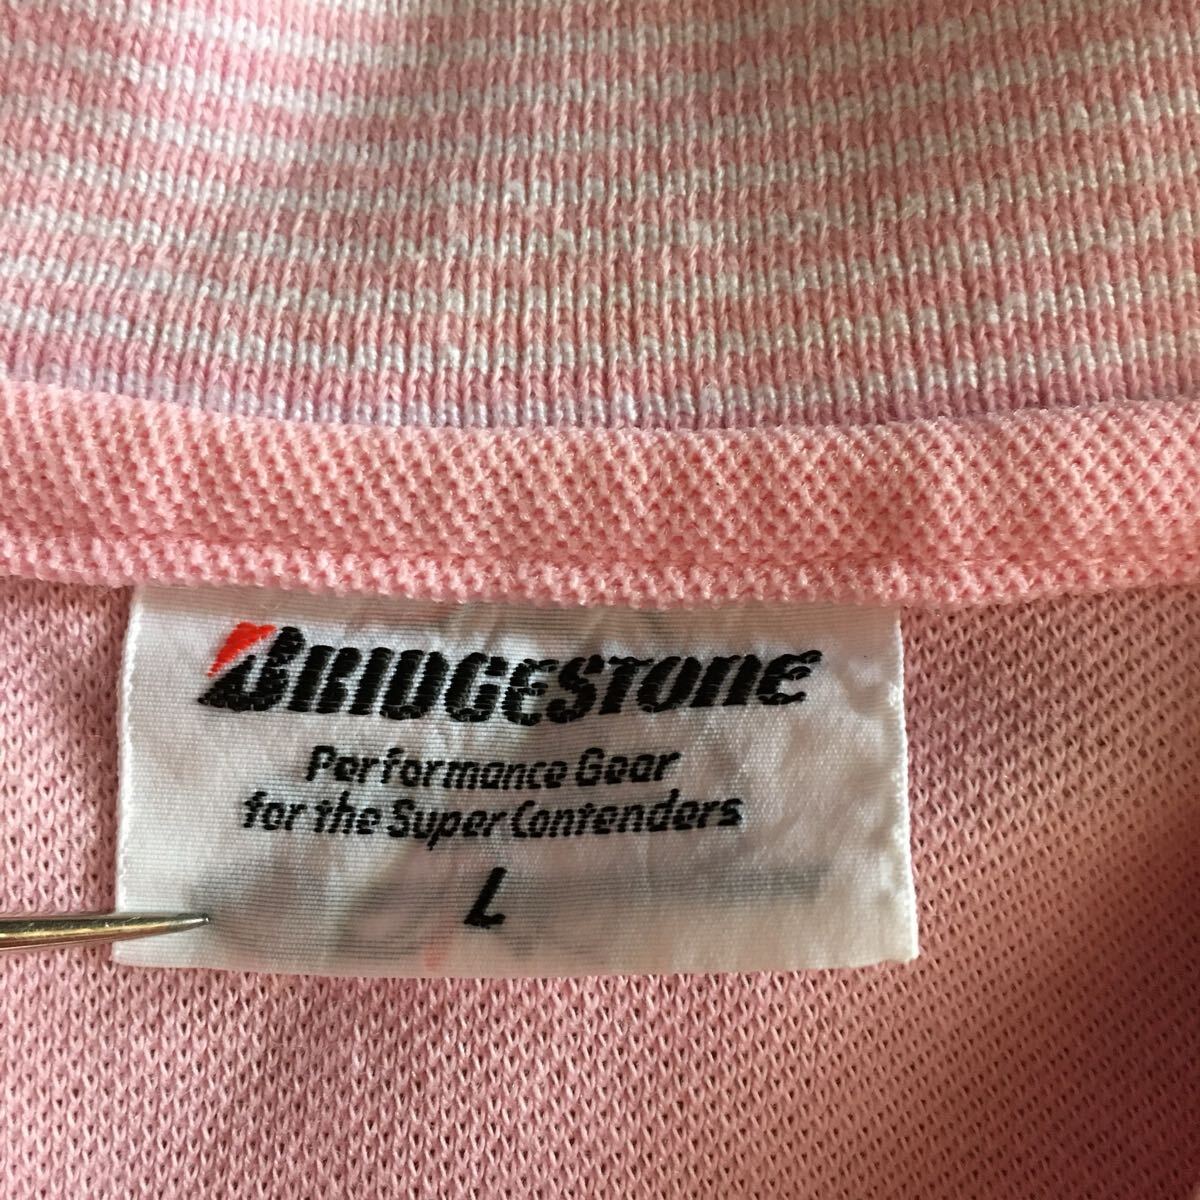 BRIDGESTONE
Performance Gear
for the Super Contenders
L